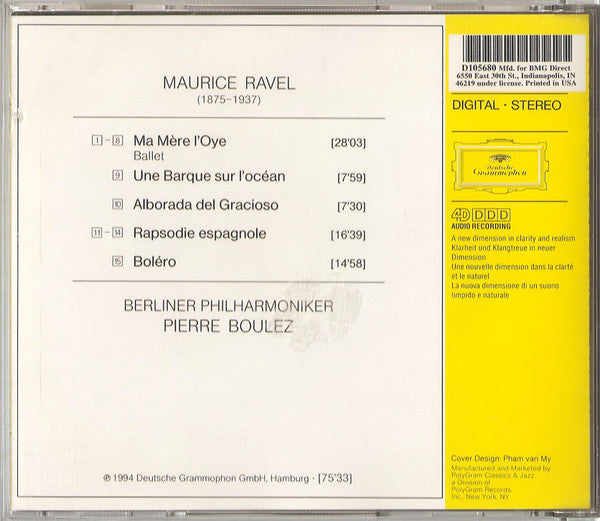 MAURICE RAVEL
(1875-1937)
1 - 8 Ma Mère l'Oye [28'03]
Ballet
9 Une Barque sur l'océan [7'59]
10 Alborada del Gracioso [7'30]
11 - 14 Rapsodie espagnole [16'39]
15 Boléro [14'58]
BERLINER PHILHARMONIKER
PIERRE BOULEZ
℗ 1994 Deutsche Grammophon GmbH, Hamburg · [75'33]
D105680 Mfd. for BMG Direct
6550 East 30th St., Indianapolis, IN
46219 under license. Printed in USA
DIGITAL · STEREO
Deutsche
Grammophon
4D DDD
AUDIO RECORDING
A new dimension in clarity and realism
Klarheit und Klangtreue in neuer
Dimension
Une nouvelle dimension dans la clarté
et le naturel
La nuova dimensione di un suono
limpido e naturale
Cover Design: Pham van My
Manufactured and Marketed by
PolyGram Classics & Jazz,
a Division of
PolyGram Records,
Inc., New York, NY.